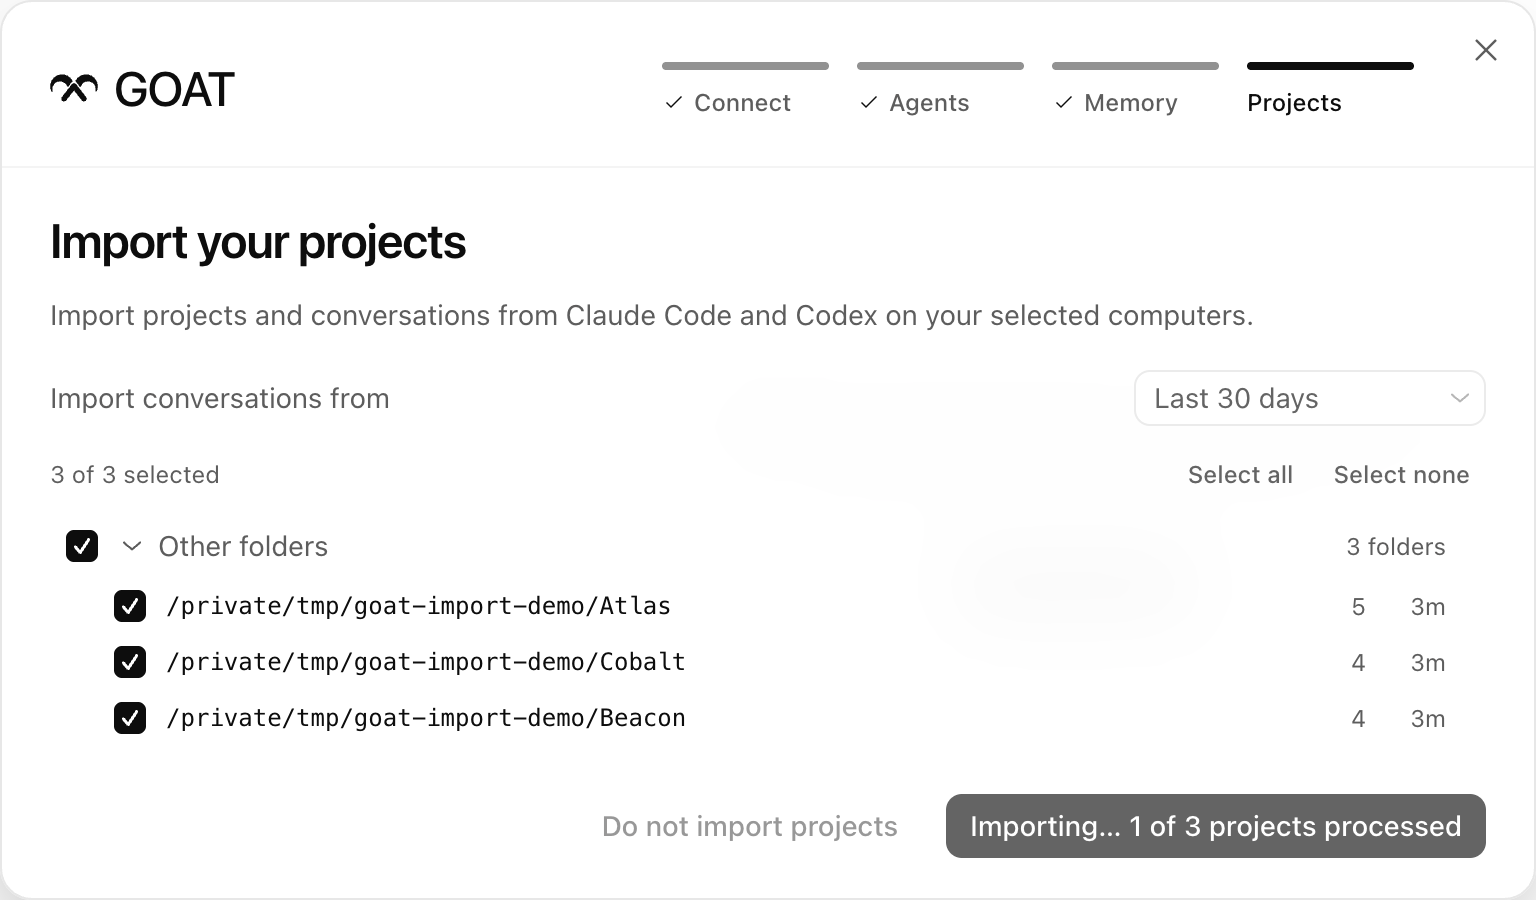 GOAT
Connect
Agents
Memory
Projects
Import your projects
Import projects and conversations from Claude Code and Codex on your selected computers.
Import conversations from
Last 30 days
3 of 3 selected
Select all
Select none
Other folders
3 folders
/private/tmp/goat-import-demo/Atlas 5 3m
/private/tmp/goat-import-demo/Cobalt 4 3m
/private/tmp/goat-import-demo/Beacon 4 3m
Do not import projects
Importing... 1 of 3 projects processed